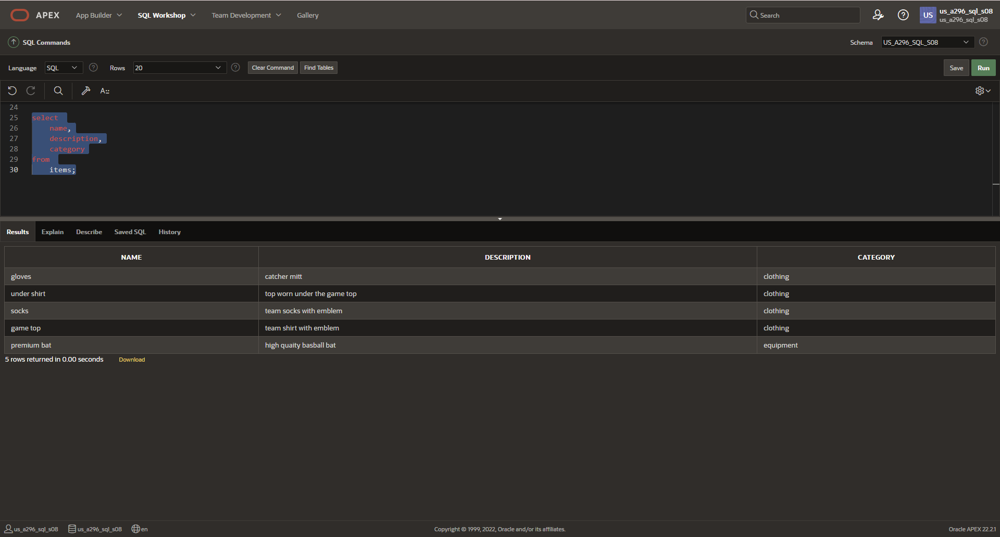 APEX App Builder SQL Workshop Team Development Gallery Search US us_a296_sql_s08
us_a296_sql_s08
SQL Commands Schema US_A296_SQL_S08
Language SQL Rows 20 Clear Command Find Tables Save Run
A::
24
25 select
26 name,
27 description,
28 category
29 from
30 items;
Results Explain Describe Saved SQL History
NAME DESCRIPTION CATEGORY
gloves catcher mitt clothing
under shirt top worn under the game top clothing
socks team socks with emblem clothing
game top team shirt with emblem clothing
premium bat high quaity basball bat equipment
5 rows returned in 0.00 seconds Download
us_a296_sql_s08 us_a296_sql_s08 en Copyright © 1999, 2022, Oracle and/or its affiliates. Oracle APEX 22.2.1